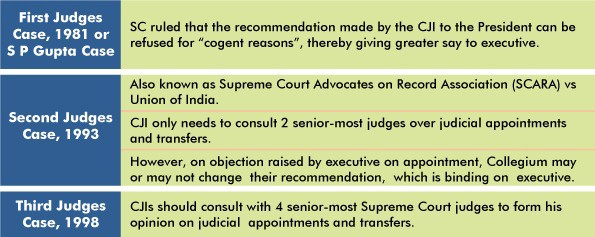 First Judges
Case, 1981 or
S P Gupta Case
SC ruled that the recommendation made by the CJI to the President can be
refused for “cogent reasons”, thereby giving greater say to executive.
Second Judges
Case, 1993
Also known as Supreme Court Advocates on Record Association (SCARA) vs
Union of India.
CJI only needs to consult 2 senior-most judges over judicial appointments
and transfers.
However, on objection raised by executive on appointment, Collegium may
or may not change their recommendation, which is binding on executive.
Third Judges
Case, 1998
CJIs should consult with 4 senior-most Supreme Court judges to form his
opinion on judicial appointments and transfers.